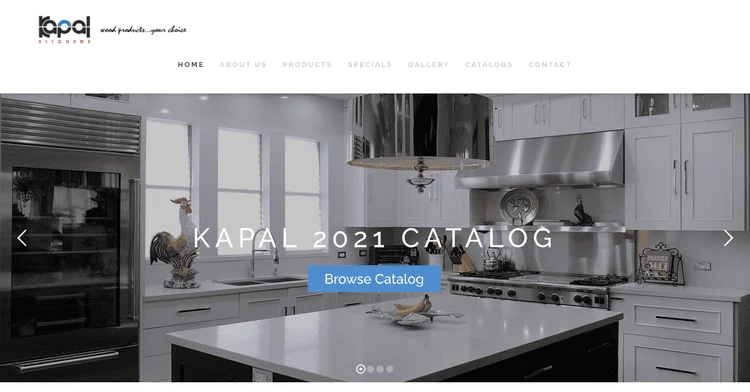 kapal
KITCHENS
wood products...your choice
HOME ABOUT US PRODUCTS SPECIALS GALLERY CATALOGS CONTACT
KAPAL 2021 CATALOG
Browse Catalog